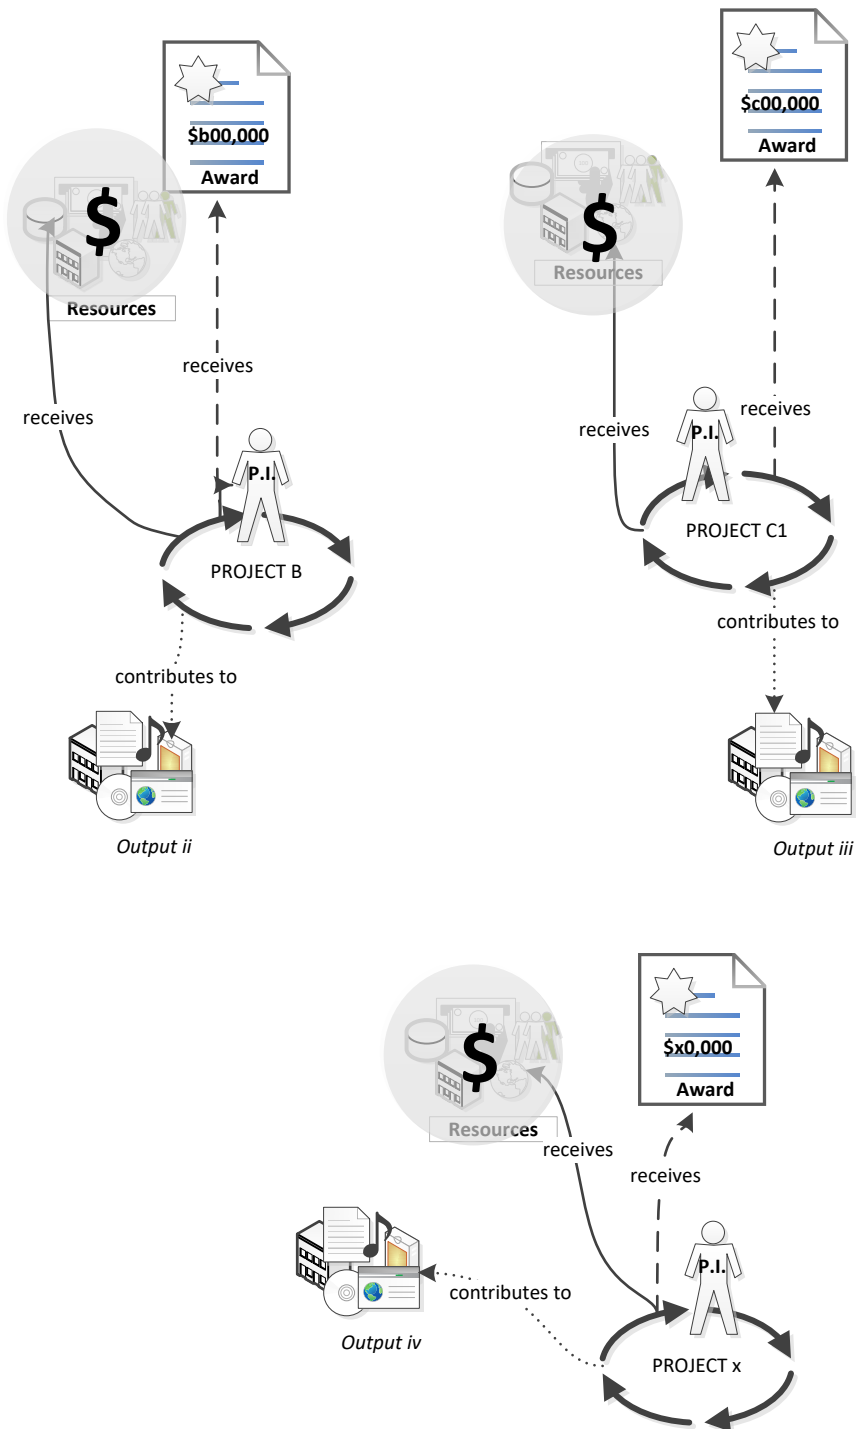 $b00,000
Award
$
Resources
receives
receives
P.I.
PROJECT B
contributes to
Output ii
$c00,000
Award
$
Resources
receives
receives
P.I.
PROJECT C1
contributes to
Output iii
$x0,000
Award
$
Resources
receives
receives
P.I.
contributes to
Output iv
PROJECT x